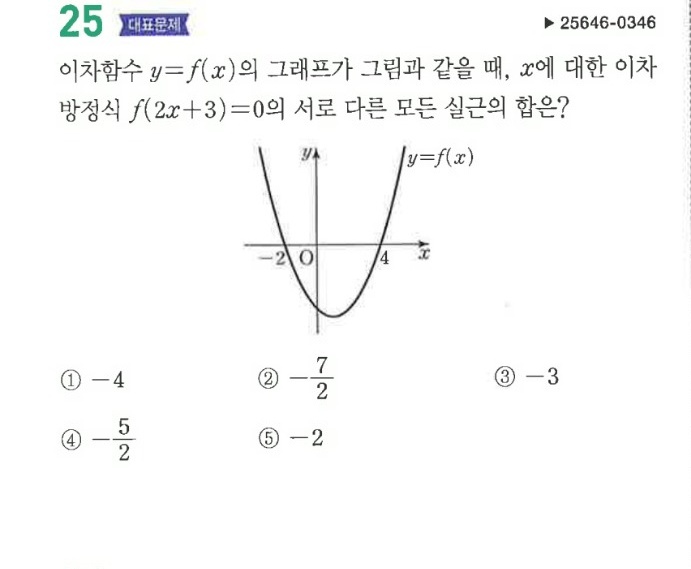 25 대표문제 ▶ 25646-0346
이차함수 y=f(x)의 그래프가 그림과 같을 때, x에 대한 이차
방정식 f(2x+3)=0의 서로 다른 모든 실근의 합은?
y y=f(x)
-2 O 4 x
① -4 ② -7/2 ③ -3
④ -5/2 ⑤ -2